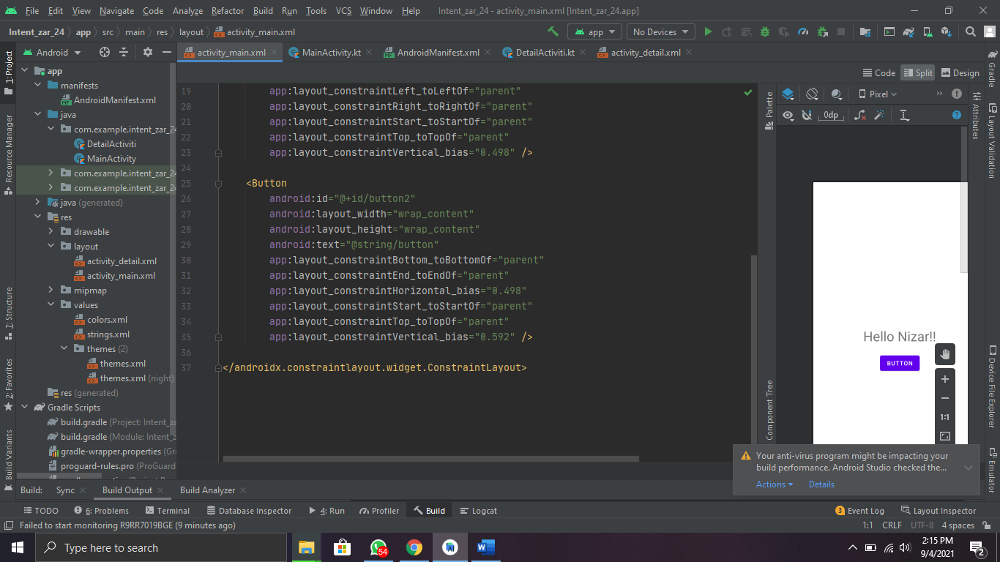 File Edit View Navigate Code Analyze Refactor Build Run Tools VCS Window Help Intent_zar_24 - activity_main.xml [Intent_zar_24.app]
Intent_zar_24 app src main res layout activity_main.xml app No Devices
Android activity_main.xml MainActivity.kt AndroidManifest.xml DetailActiviti.kt activity_detail.xml
Code Split Design
1: Project
Resource Manager
7: Structure
2: Favorites
Build Variants
app
manifests
AndroidManifest.xml
java
com.example.intent_zar_24
DetailActiviti
MainActivity
com.example.intent_zar_24
com.example.intent_zar_24
java (generated)
res
drawable
layout
activity_detail.xml
activity_main.xml
mipmap
values
colors.xml
strings.xml
themes (2)
themes.xml
themes.xml (night)
res (generated)
Gradle Scripts
build.gradle (Project: Intent_za
build.gradle (Module: Intent_z
gradle-wrapper.properties (Gra
proguard-rules.pro (ProGuard
19 app:layout_constraintLeft_toLeftOf="parent"
20 app:layout_constraintRight_toRightOf="parent"
21 app:layout_constraintStart_toStartOf="parent"
22 app:layout_constraintTop_toTopOf="parent"
23 app:layout_constraintVertical_bias="0.498" />
24
25 <Button
26 android:id="@+id/button2"
27 android:layout_width="wrap_content"
28 android:layout_height="wrap_content"
29 android:text="@string/button"
30 app:layout_constraintBottom_toBottomOf="parent"
31 app:layout_constraintEnd_toEndOf="parent"
32 app:layout_constraintHorizontal_bias="0.498"
33 app:layout_constraintStart_toStartOf="parent"
34 app:layout_constraintTop_toTopOf="parent"
35 app:layout_constraintVertical_bias="0.592" />
36
37 </androidx.constraintlayout.widget.ConstraintLayout>
Palette
Component Tree
Pixel
0dp
Hello Nizar!!
BUTTON
1:1
Attributes
Gradle
Layout Validation
Device File Explorer
Emulator
Your anti-virus program might be impacting your
build performance. Android Studio checked the...
Actions Details
Build: Sync Build Output Build Analyzer
TODO 6: Problems Terminal Database Inspector 4: Run Profiler Build Logcat 3 Event Log Layout Inspector
Failed to start monitoring R9RR7019BGE (9 minutes ago) 1:1 CRLF UTF-8 4 spaces
Type here to search 54 2:15 PM
9/4/2021 2